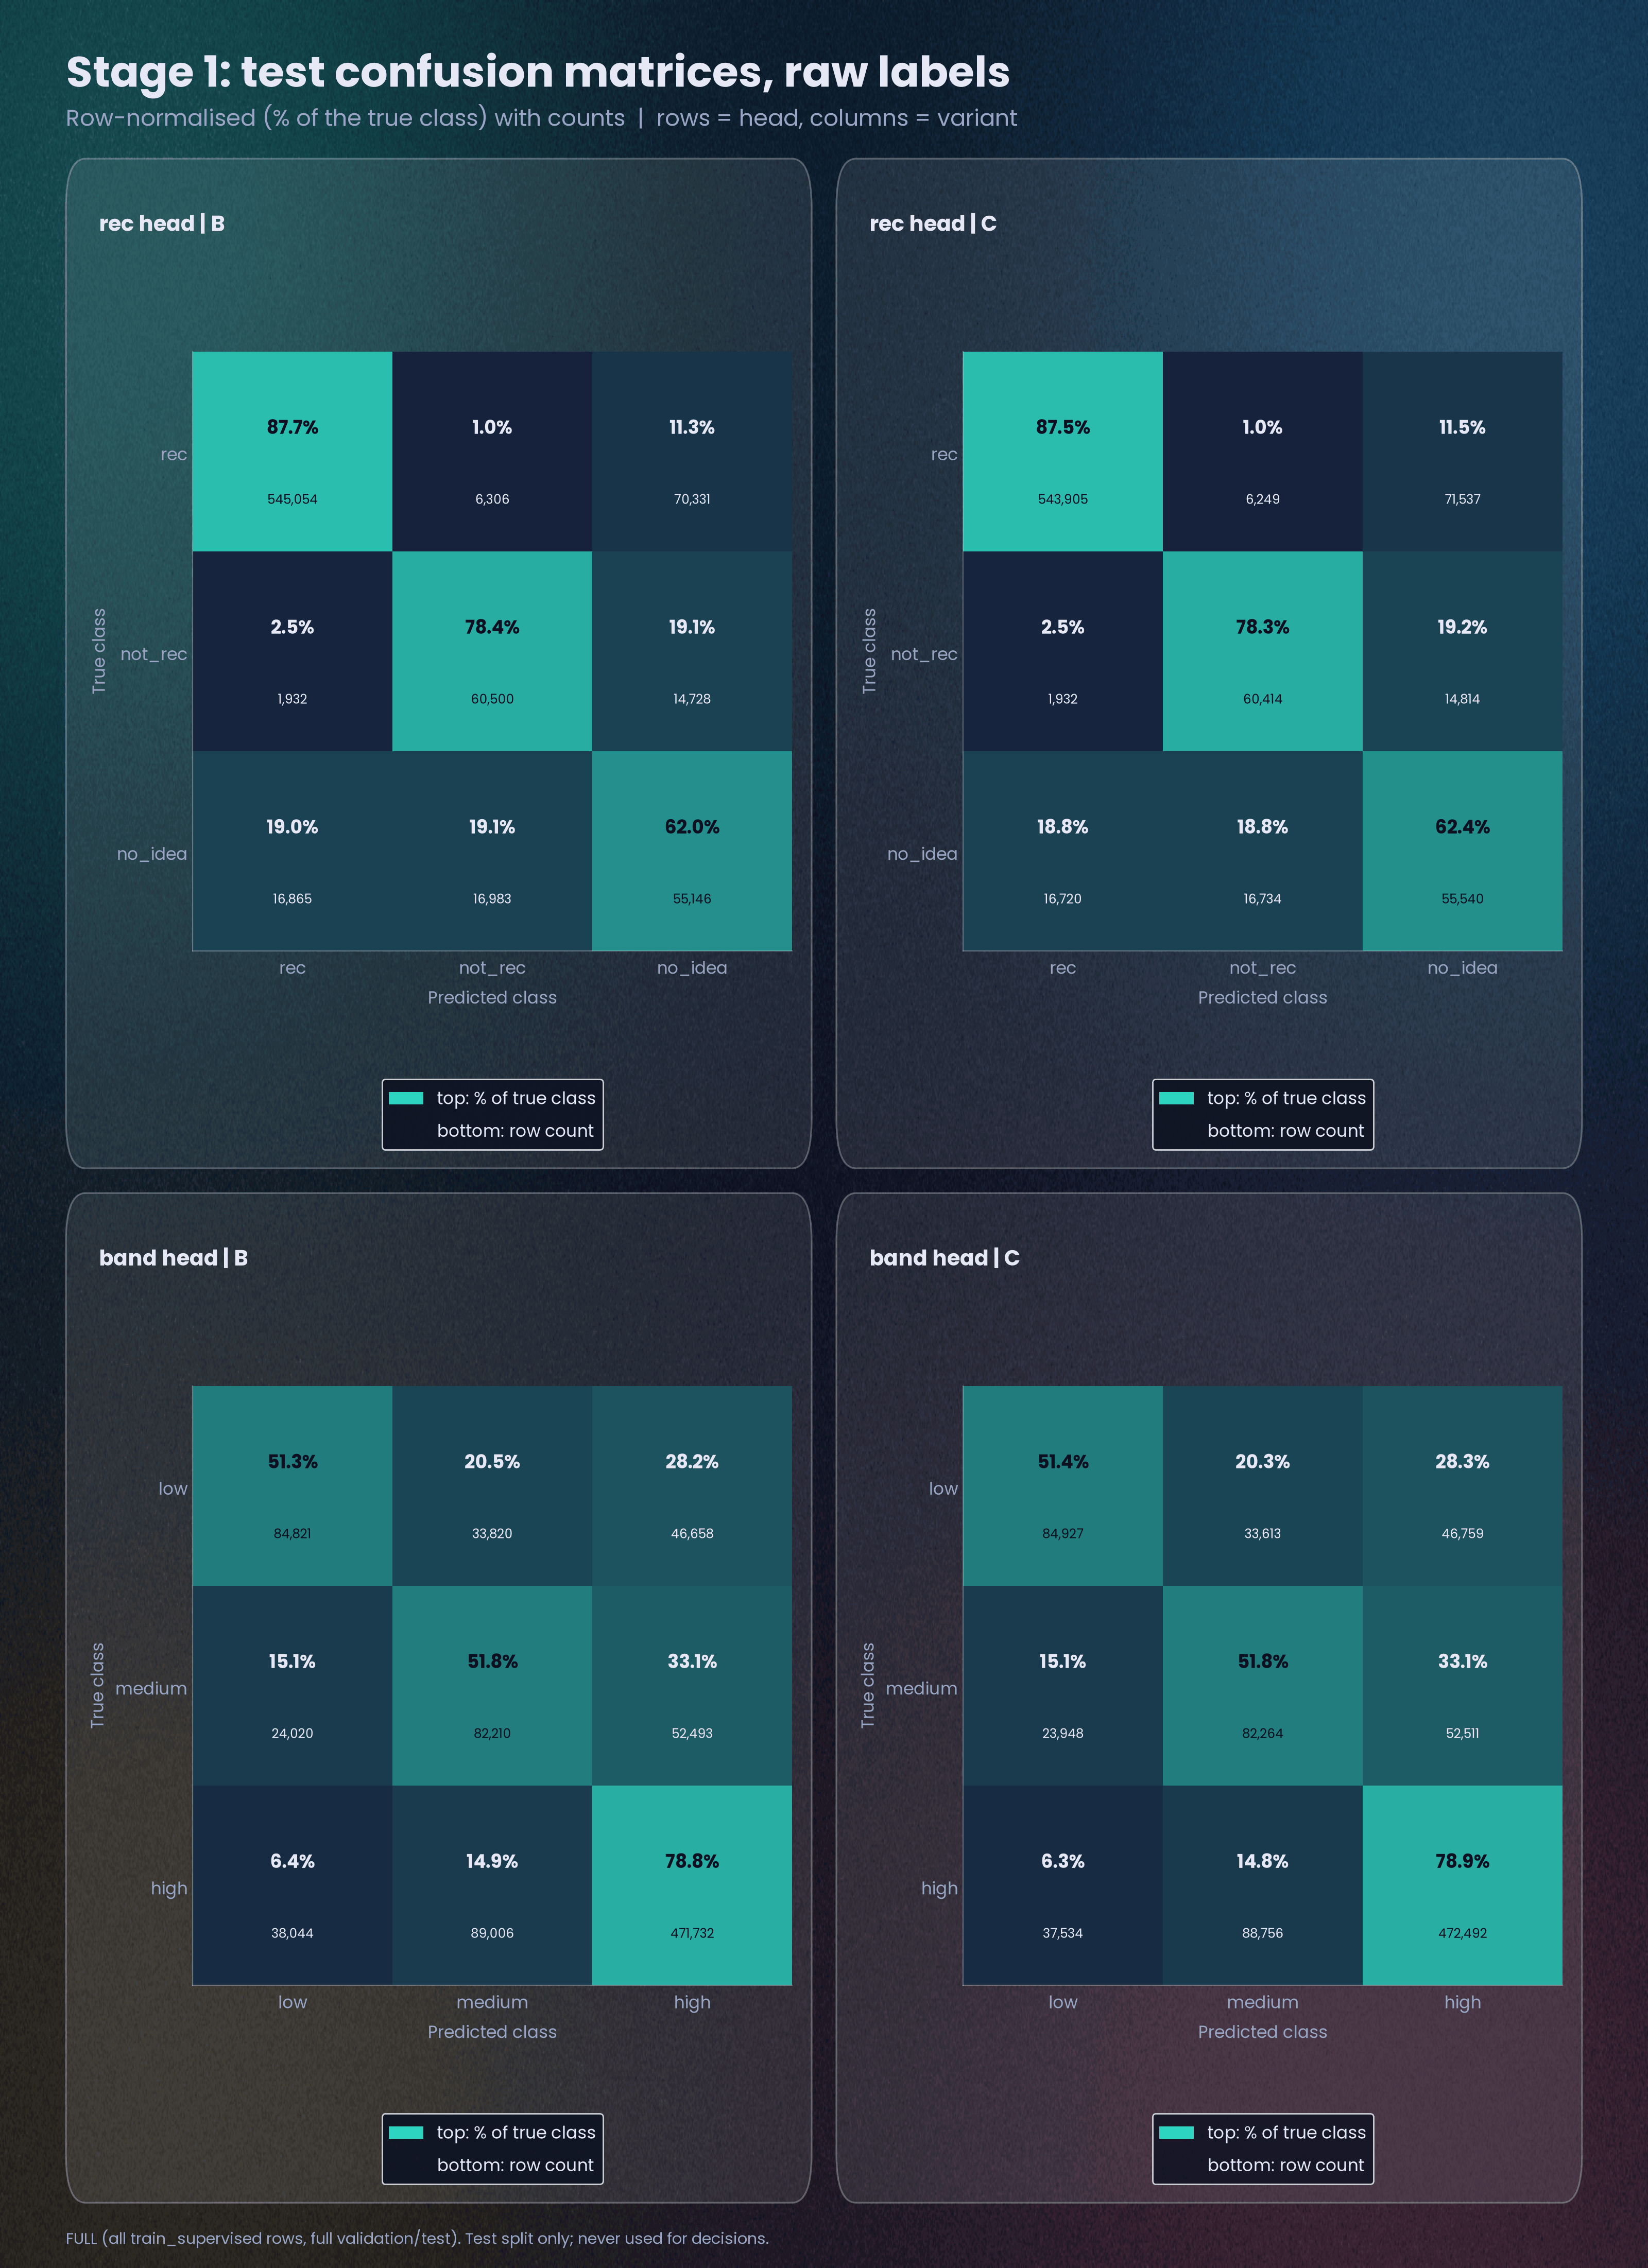 Stage 1: test confusion matrices, raw labels
Row-normalised (% of the true class) with counts | rows = head, columns = variant
rec head | B
87.7% 1.0% 11.3%
rec
545,054 6,306 70,331
2.5% 78.4% 19.1%
True class
not_rec
1,932 60,500 14,728
19.0% 19.1% 62.0%
no_idea
16,865 16,983 55,146
rec not_rec no_idea
Predicted class
top: % of true class
bottom: row count
rec head | C
87.5% 1.0% 11.5%
rec
543,905 6,249 71,537
2.5% 78.3% 19.2%
True class
not_rec
1,932 60,414 14,814
18.8% 18.8% 62.4%
no_idea
16,720 16,734 55,540
rec not_rec no_idea
Predicted class
top: % of true class
bottom: row count
band head | B
51.3% 20.5% 28.2%
low
84,821 33,820 46,658
15.1% 51.8% 33.1%
True class
medium
24,020 82,210 52,493
6.4% 14.9% 78.8%
high
38,044 89,006 471,732
low medium high
Predicted class
top: % of true class
bottom: row count
band head | C
51.4% 20.3% 28.3%
low
84,927 33,613 46,759
15.1% 51.8% 33.1%
True class
medium
23,948 82,264 52,511
6.3% 14.8% 78.9%
high
37,534 88,756 472,492
low medium high
Predicted class
top: % of true class
bottom: row count
FULL (all train_supervised rows, full validation/test). Test split only; never used for decisions.